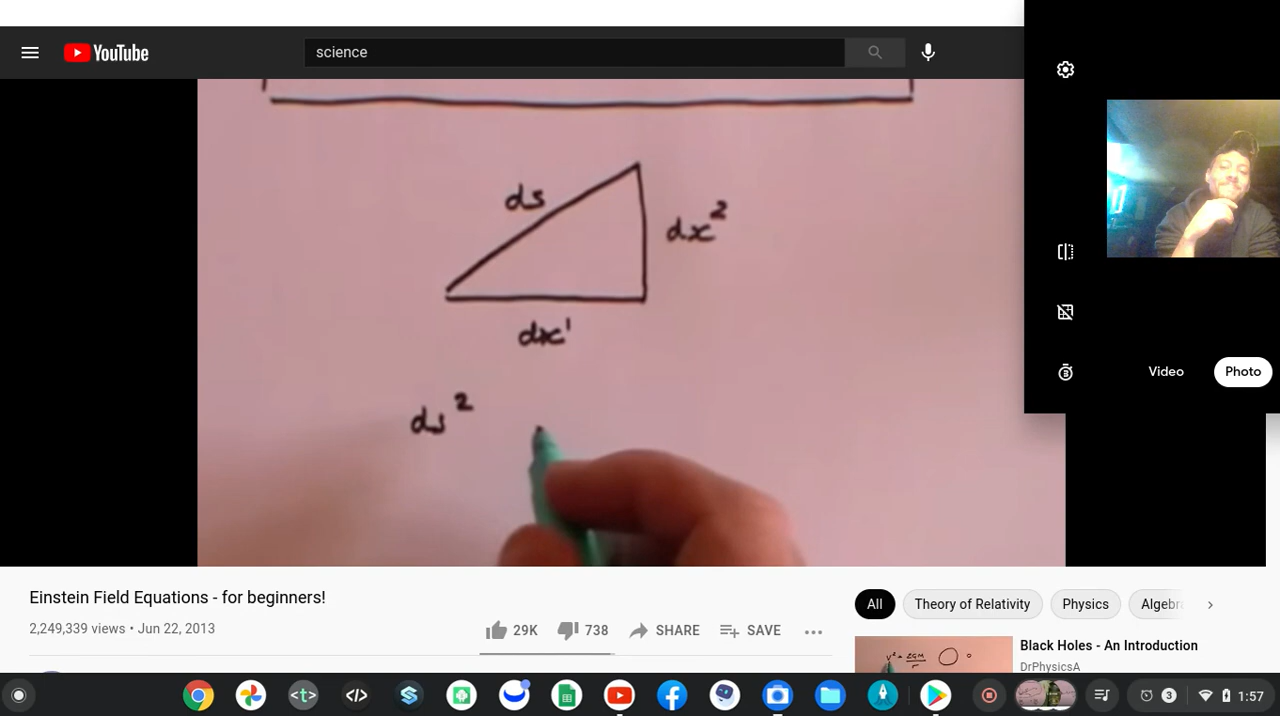 YouTube
science
ds
dx²
dx¹
ds²
3
Video
Photo
Einstein Field Equations - for beginners!
2,249,339 views • Jun 22, 2013
29K
738
SHARE
SAVE
All
Theory of Relativity
Physics
Algebr
Black Holes - An Introduction
DrPhysicsA
<t>
</>
3
1:57